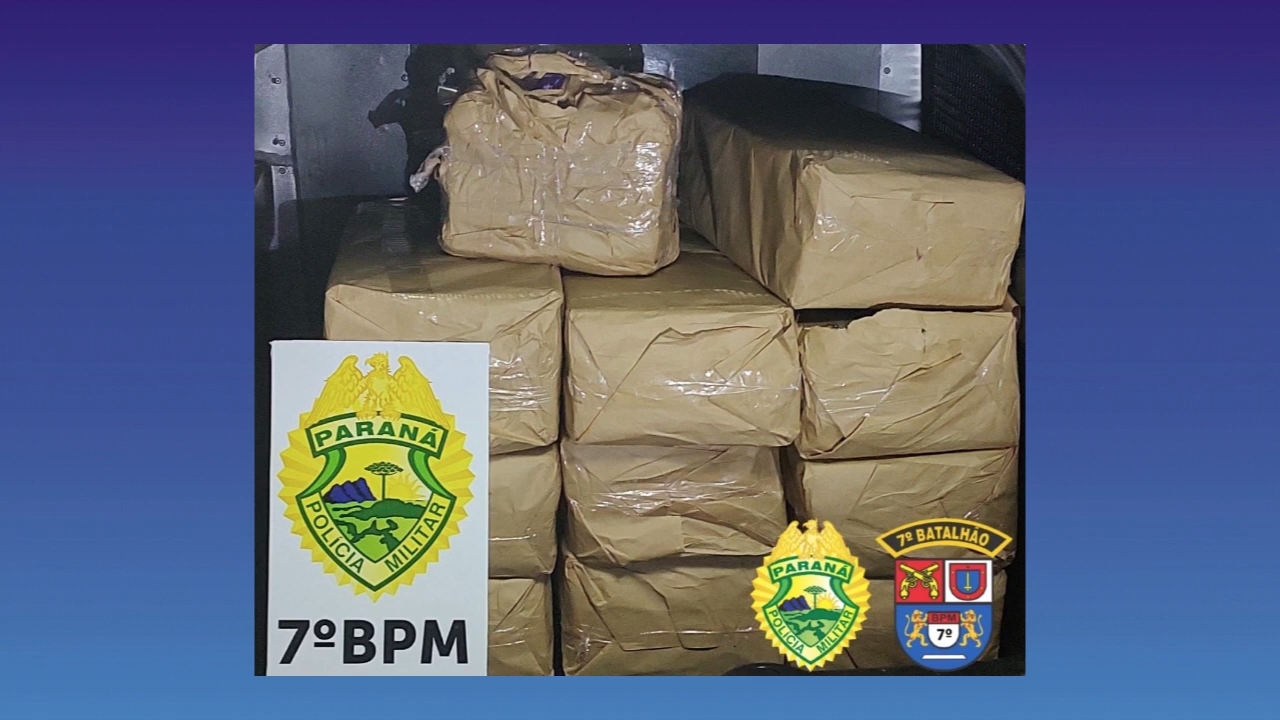 PARANÁ
POLÍCIA MILITAR
7ºBPM
PARANÁ
POLÍCIA MILITAR
7º BATALHÃO
BPM
7º